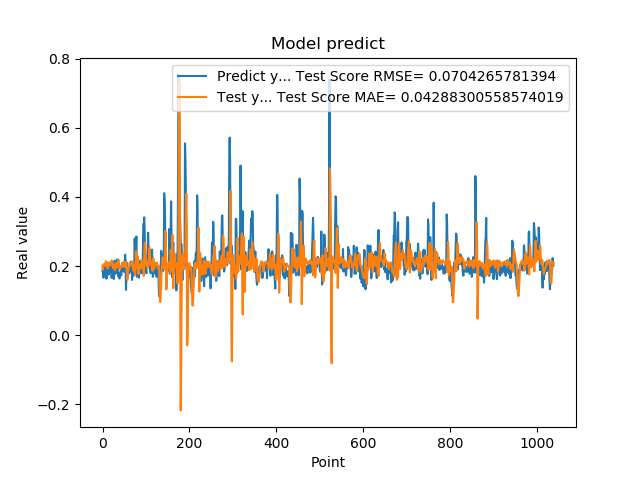 Model predict
Predict y... Test Score RMSE= 0.0704265781394
Test y... Test Score MAE= 0.04288300558574019
0.8
0.6
0.4
0.2
0.0
−0.2
Real value
0 200 400 600 800 1000
Point